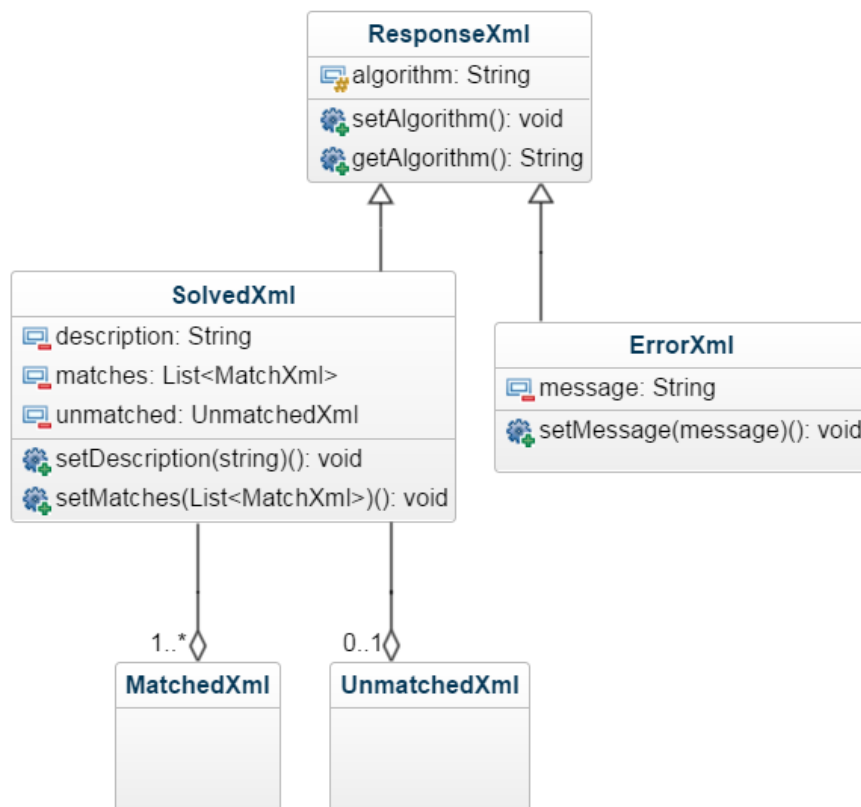 ResponseXml
algorithm: String
setAlgorithm(): void
getAlgorithm(): String
SolvedXml
description: String
matches: List<MatchXml>
unmatched: UnmatchedXml
setDescription(string)(): void
setMatches(List<MatchXml>)(): void
ErrorXml
message: String
setMessage(message)(): void
1..*
0..1
MatchedXml
UnmatchedXml